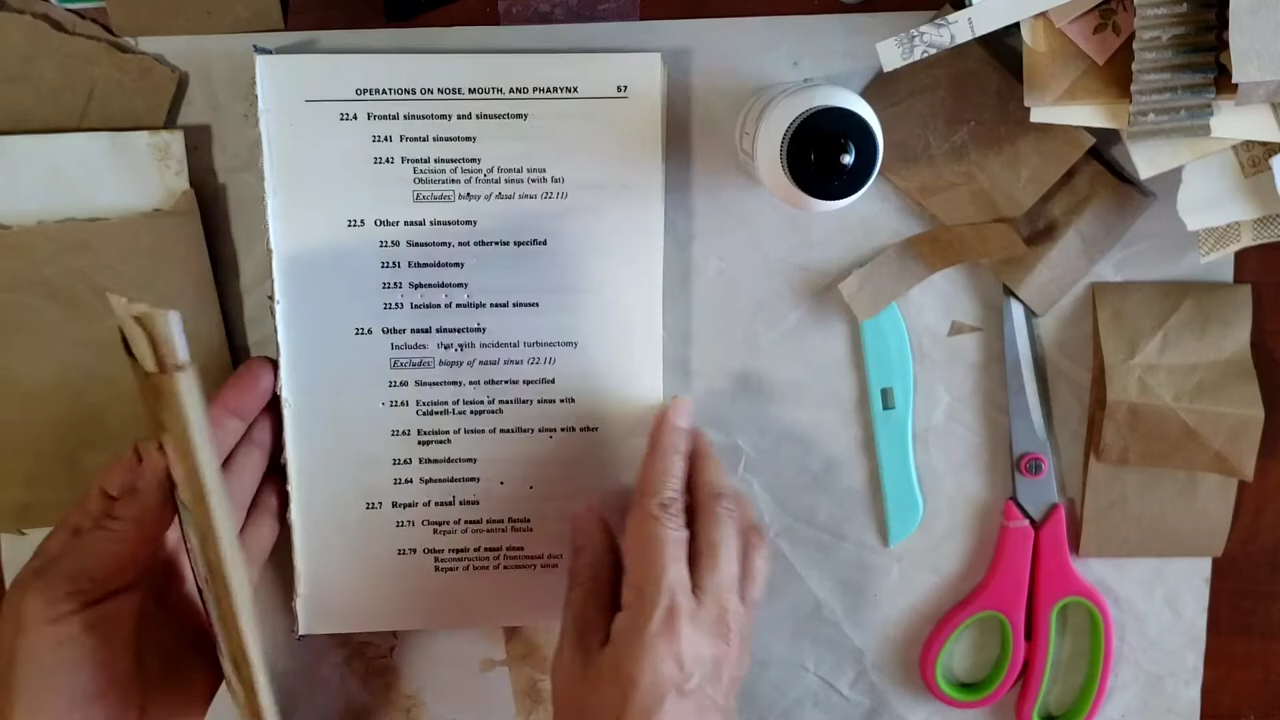 OPERATIONS ON NOSE, MOUTH, AND PHARYNX 57
22.4 Frontal sinusotomy and sinusectomy
22.41 Frontal sinusotomy
22.42 Frontal sinusectomy
Excision of lesion of frontal sinus
Obliteration of frontal sinus (with fat)
Excludes: biopsy of nasal sinus (22.11)
22.5 Other nasal sinusotomy
22.50 Sinusotomy, not otherwise specified
22.51 Ethmoidotomy
22.52 Sphenoidotomy
22.53 Incision of multiple nasal sinuses
22.6 Other nasal sinusectomy
Includes: that with incidental turbinectomy
Excludes: biopsy of nasal sinus (22.11)
22.60 Sinusectomy, not otherwise specified
22.61 Excision of lesion of maxillary sinus with
Caldwell-Luc approach
22.62 Excision of lesion of maxillary sinus with other
approach
22.63 Ethmoidectomy
22.64 Sphenoidectomy
22.7 Repair of nasal sinus
22.71 Closure of nasal sinus fistula
Repair of oro-antral fistula
22.79 Other repair of nasal sinus
Reconstruction of frontonasal duct
Repair of bone of accessory sinus